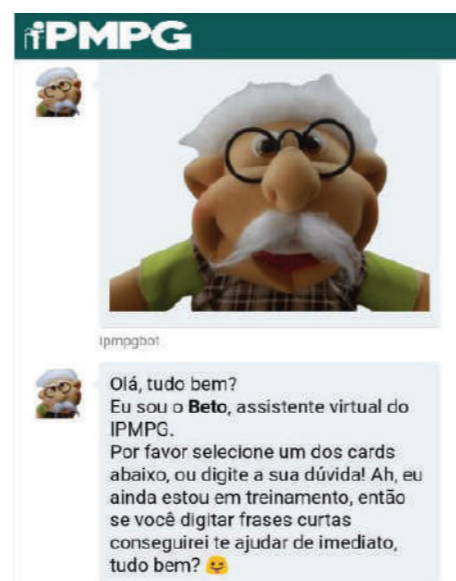 IPMPG
ipmpgbot
Olá, tudo bem?
Eu sou o Beto, assistente virtual do
IPMPG.
Por favor selecione um dos cards
abaixo, ou digite a sua dúvida! Ah, eu
ainda estou em treinamento, então
se você digitar frases curtas
conseguirei te ajudar de imediato,
tudo bem? 😜